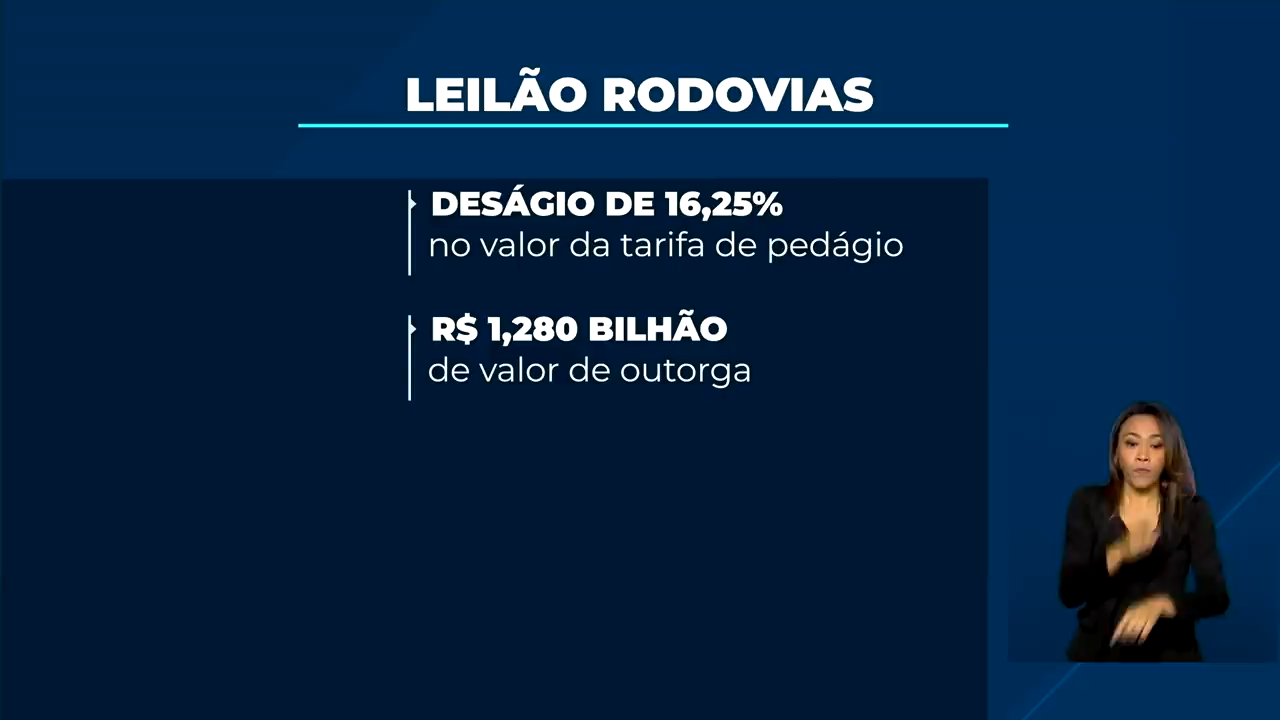 LEILÃO RODOVIAS
DESÁGIO DE 16,25%
no valor da tarifa de pedágio
R$ 1,280 BILHÃO
de valor de outorga